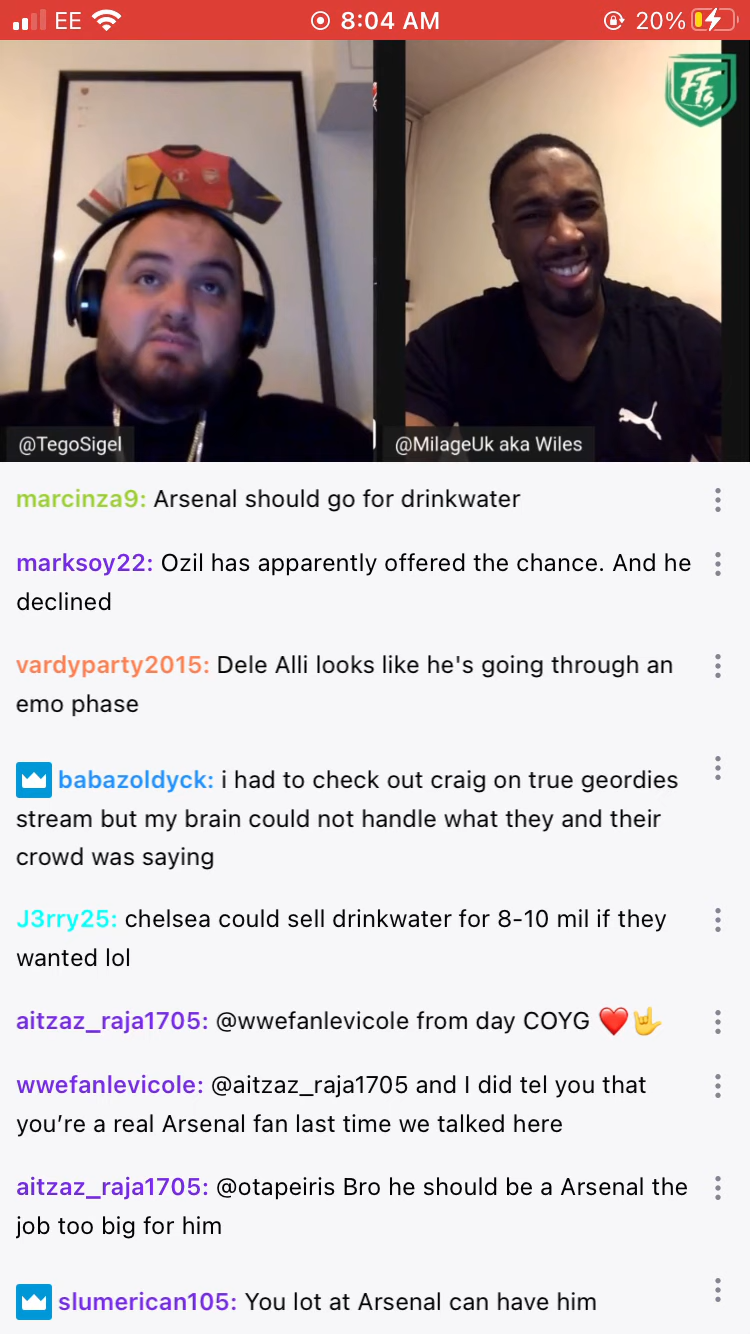 EE 8:04 AM 20%
FFs
@TegoSigel
@MilageUk aka Wiles
marcinza9: Arsenal should go for drinkwater
marksoy22: Ozil has apparently offered the chance. And he
declined
vardyparty2015: Dele Alli looks like he's going through an
emo phase
babazoldyck: i had to check out craig on true geordies
stream but my brain could not handle what they and their
crowd was saying
J3rry25: chelsea could sell drinkwater for 8-10 mil if they
wanted lol
aitzaz_raja1705: @wwefanlevicole from day COYG ❤️🤟
wwefanlevicole: @aitzaz_raja1705 and I did tel you that
you’re a real Arsenal fan last time we talked here
aitzaz_raja1705: @otapeiris Bro he should be a Arsenal the
job too big for him
slumerican105: You lot at Arsenal can have him